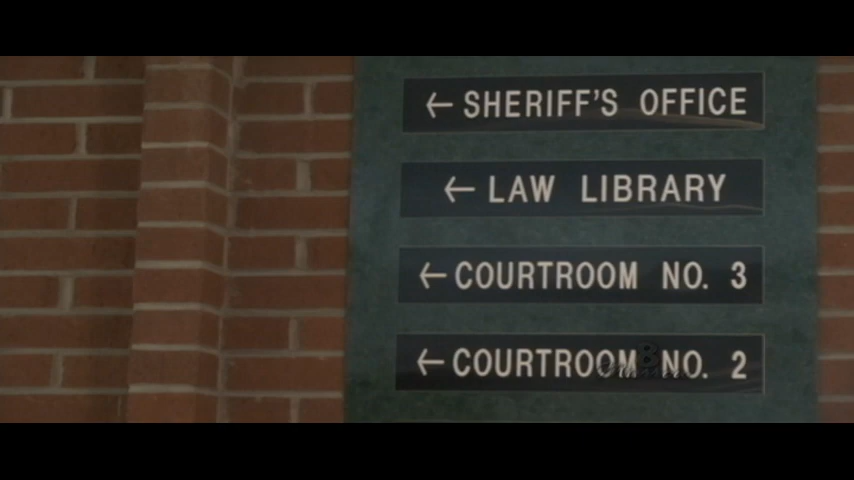 ← SHERIFF'S OFFICE
← LAW LIBRARY
← COURTROOM NO. 3
← COURTROOM NO. 2